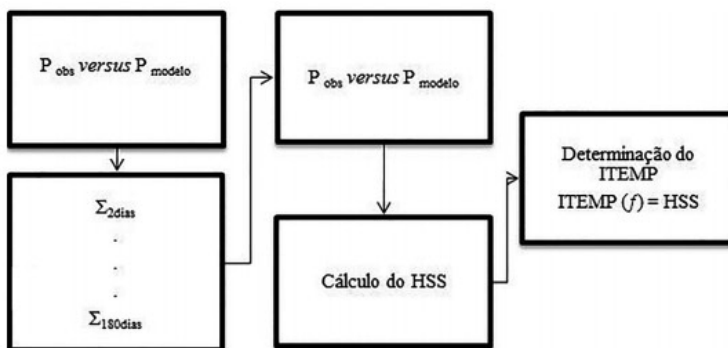 P obs versus P modelo
Σ2dias
.
.
.
Σ180dias
P obs versus P modelo
Cálculo do HSS
Determinação do
ITEMP
ITEMP (f) = HSS